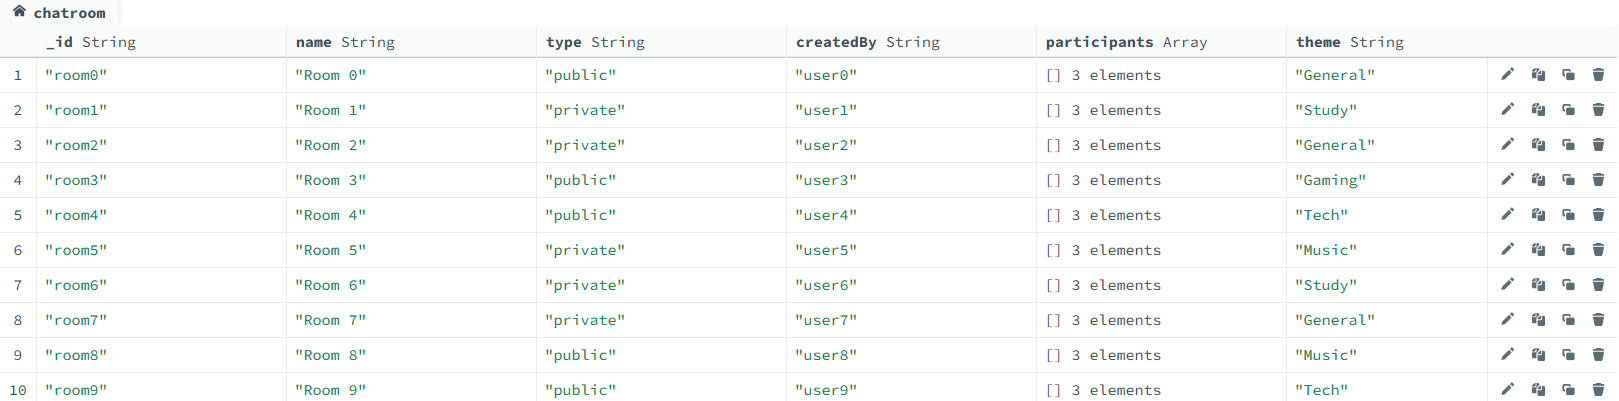 chatroom
_id String name String type String createdBy String participants Array theme String
1 "room0" "Room 0" "public" "user0" [] 3 elements "General"
2 "room1" "Room 1" "private" "user1" [] 3 elements "Study"
3 "room2" "Room 2" "private" "user2" [] 3 elements "General"
4 "room3" "Room 3" "public" "user3" [] 3 elements "Gaming"
5 "room4" "Room 4" "public" "user4" [] 3 elements "Tech"
6 "room5" "Room 5" "private" "user5" [] 3 elements "Music"
7 "room6" "Room 6" "private" "user6" [] 3 elements "Study"
8 "room7" "Room 7" "private" "user7" [] 3 elements "General"
9 "room8" "Room 8" "public" "user8" [] 3 elements "Music"
10 "room9" "Room 9" "public" "user9" [] 3 elements "Tech"